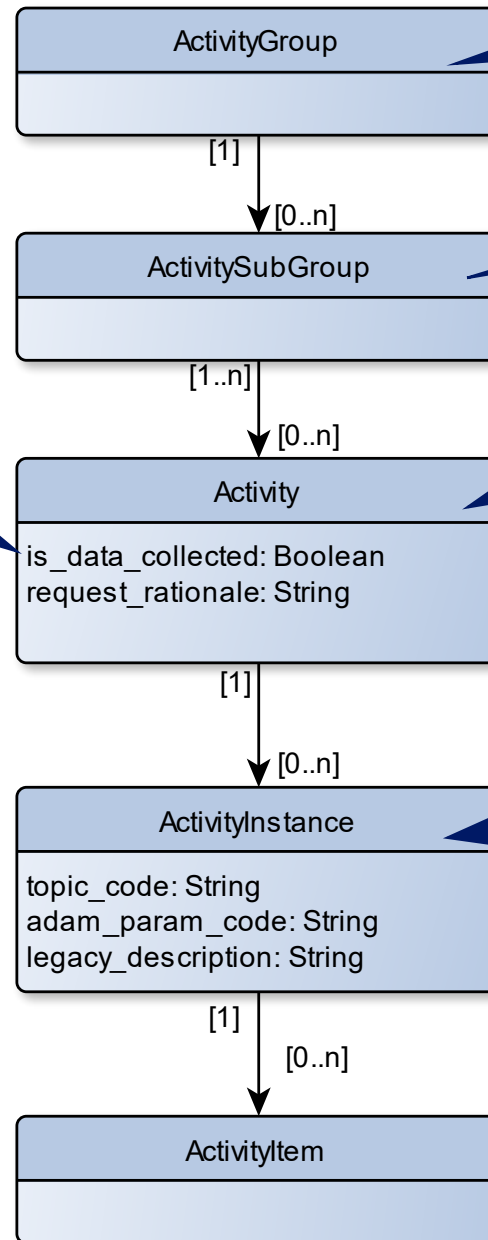 ActivityGroup
[1]
[0..n]
ActivitySubGroup
[1..n]
[0..n]
Activity
is_data_collected: Boolean
request_rationale: String
[1]
[0..n]
ActivityInstance
topic_code: String
adam_param_code: String
legacy_description: String
[1]
[0..n]
ActivityItem